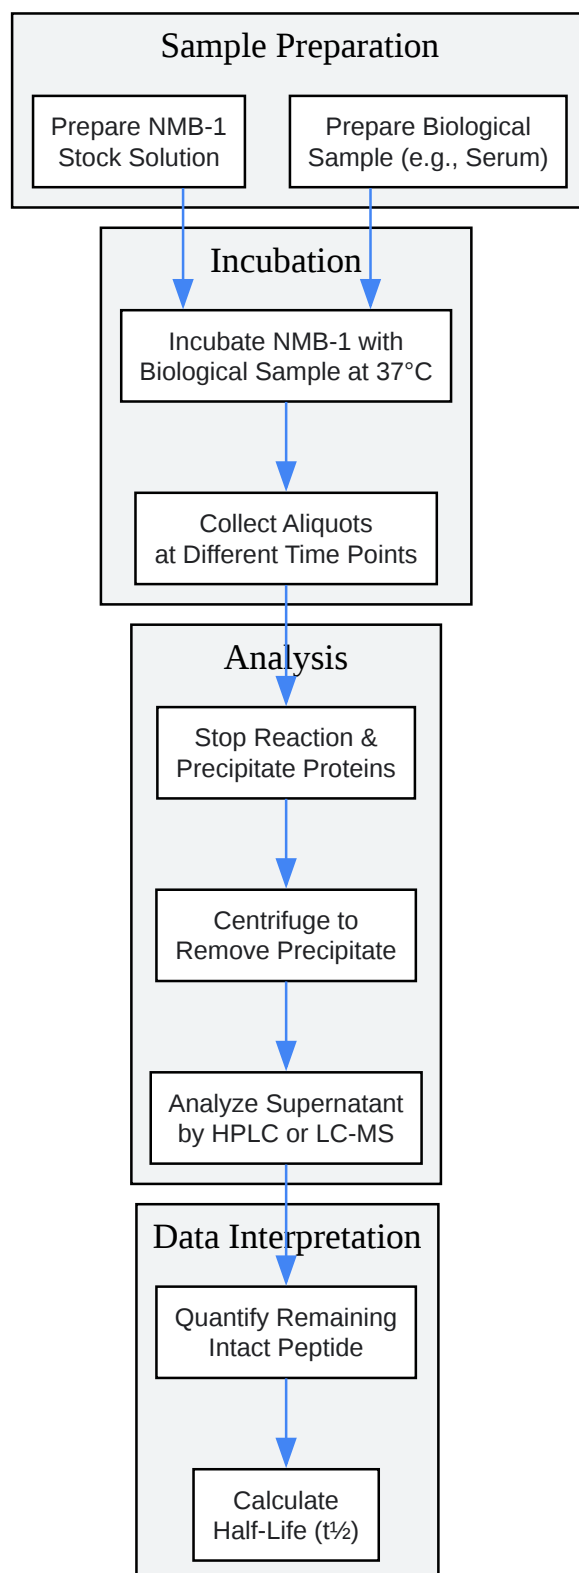 Sample Preparation
Prepare NMB-1
Stock Solution
Prepare Biological
Sample (e.g., Serum)
Incubation
Incubate NMB-1 with
Biological Sample at 37°C
Collect Aliquots
at Different Time Points
Analysis
Stop Reaction &
Precipitate Proteins
Centrifuge to
Remove Precipitate
Analyze Supernatant
by HPLC or LC-MS
Data Interpretation
Quantify Remaining
Intact Peptide
Calculate
Half-Life (t½)